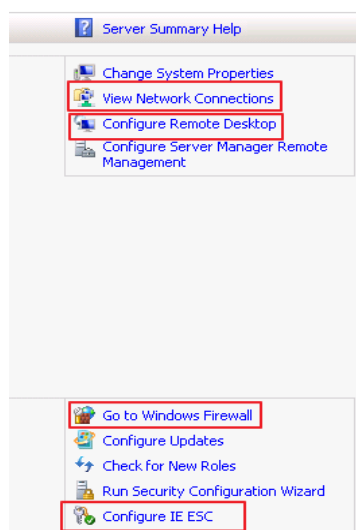 Server Summary Help
Change System Properties
View Network Connections
Configure Remote Desktop
Configure Server Manager Remote
Management
Go to Windows Firewall
Configure Updates
Check for New Roles
Run Security Configuration Wizard
Configure IE ESC